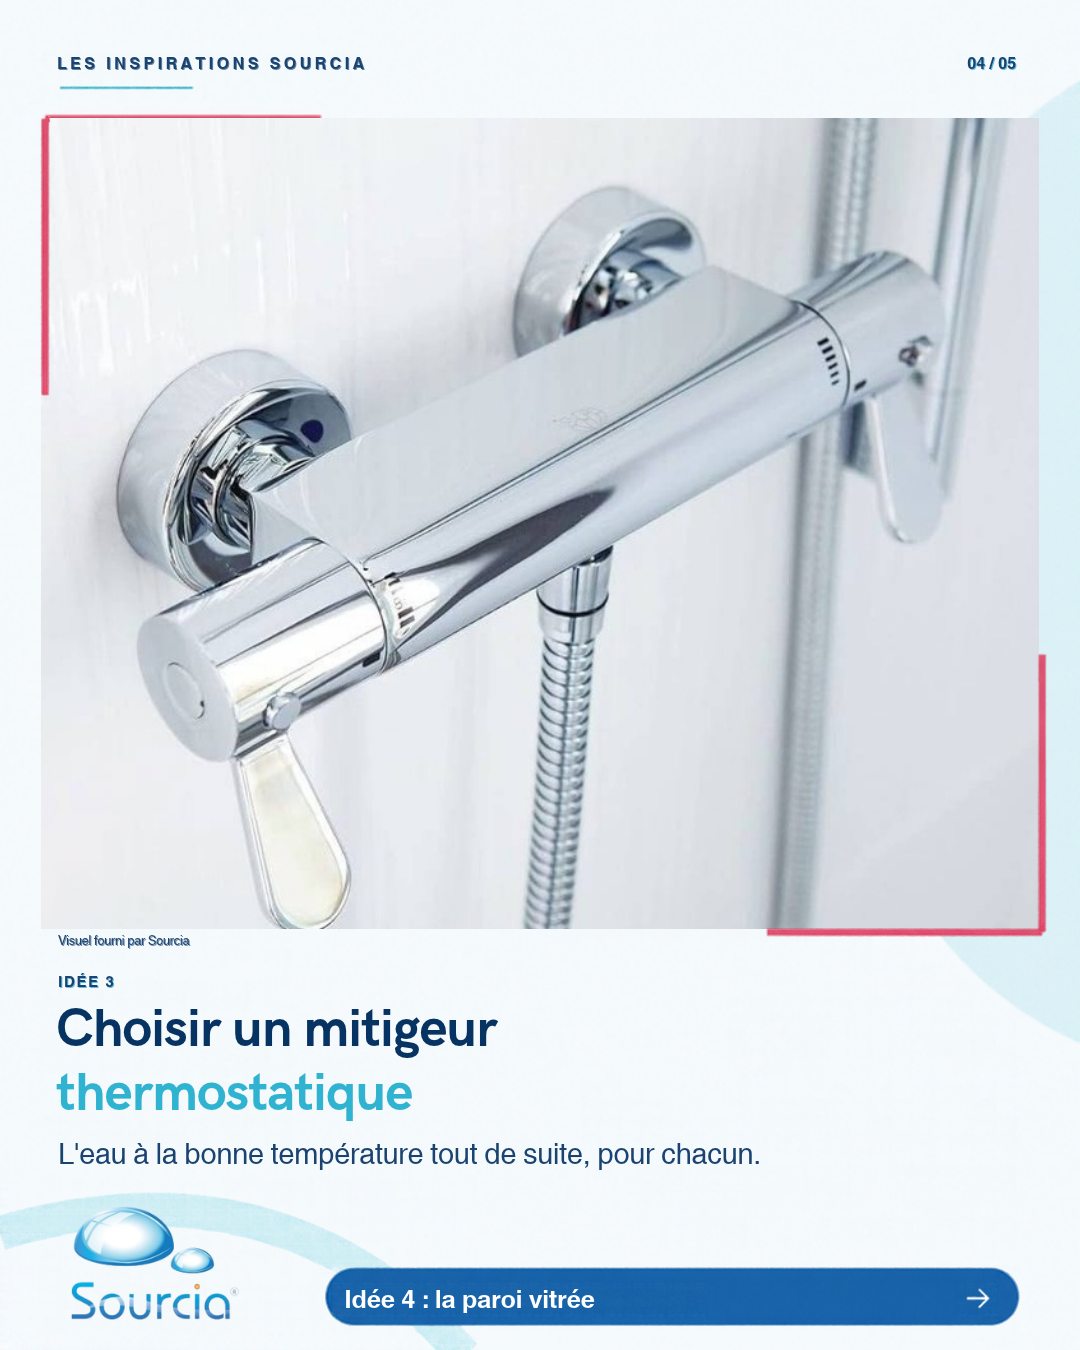 LES INSPIRATIONS SOURCIA
04 / 05
Visuel fourni par Sourcia
IDÉE 3
Choisir un mitigeur
thermostatique
L'eau à la bonne température tout de suite, pour chacun.
Sourcia®
Idée 4 : la paroi vitrée